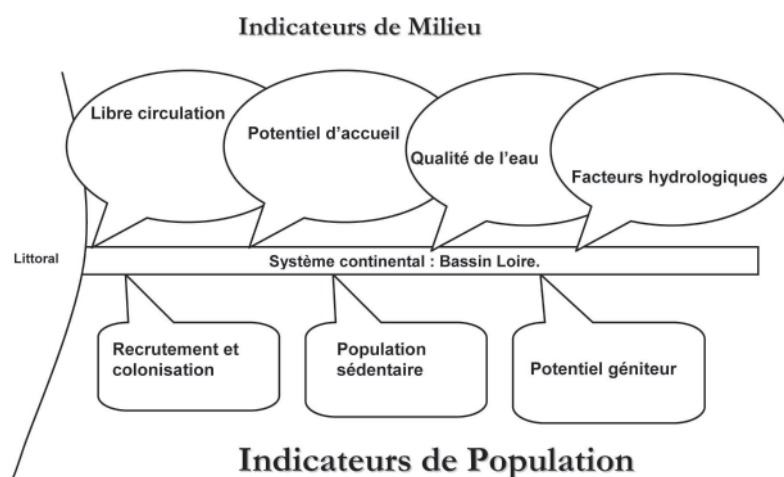 Indicateurs de Milieu
Libre circulation
Potentiel d'accueil
Qualité de l'eau
Facteurs hydrologiques
Littoral
Système continental : Bassin Loire.
Recrutement et
colonisation
Population
sédentaire
Potentiel géniteur
Indicateurs de Population